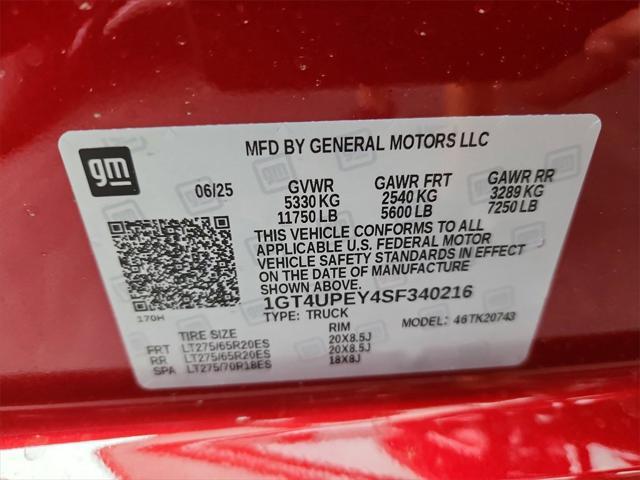 gm
MFD BY GENERAL MOTORS LLC
06/25 GVWR GAWR FRT GAWR RR
5330 KG 2540 KG 3289 KG
11750 LB 5600 LB 7250 LB
THIS VEHICLE CONFORMS TO ALL
APPLICABLE U.S. FEDERAL MOTOR
VEHICLE SAFETY STANDARDS IN EFFECT
ON THE DATE OF MANUFACTURE
SHOWN ABOVE.
1GT4UPEY4SF340216
170H TYPE: TRUCK MODEL: 46TK20743
TIRE SIZE RIM
FRT LT275/65R20ES 20X8.5J
RR LT275/65R20ES 20X8.5J
SPA LT275/70R18ES 18X8J